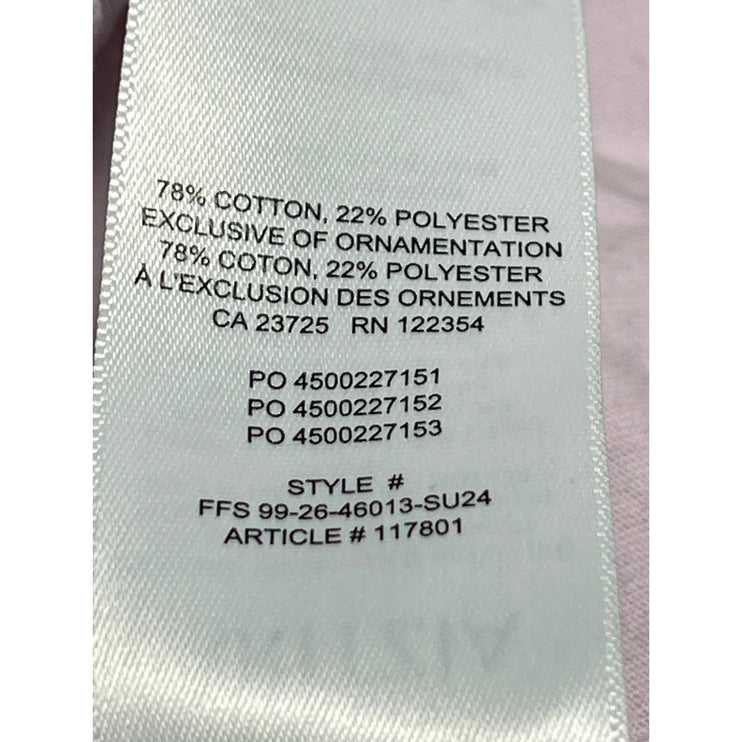 78% COTTON, 22% POLYESTER
EXCLUSIVE OF ORNAMENTATION
78% COTON, 22% POLYESTER
À L'EXCLUSION DES ORNEMENTS
CA 23725 RN 122354
PO 4500227151
PO 4500227152
PO 4500227153
STYLE #
FFS 99-26-46013-SU24
ARTICLE # 117801